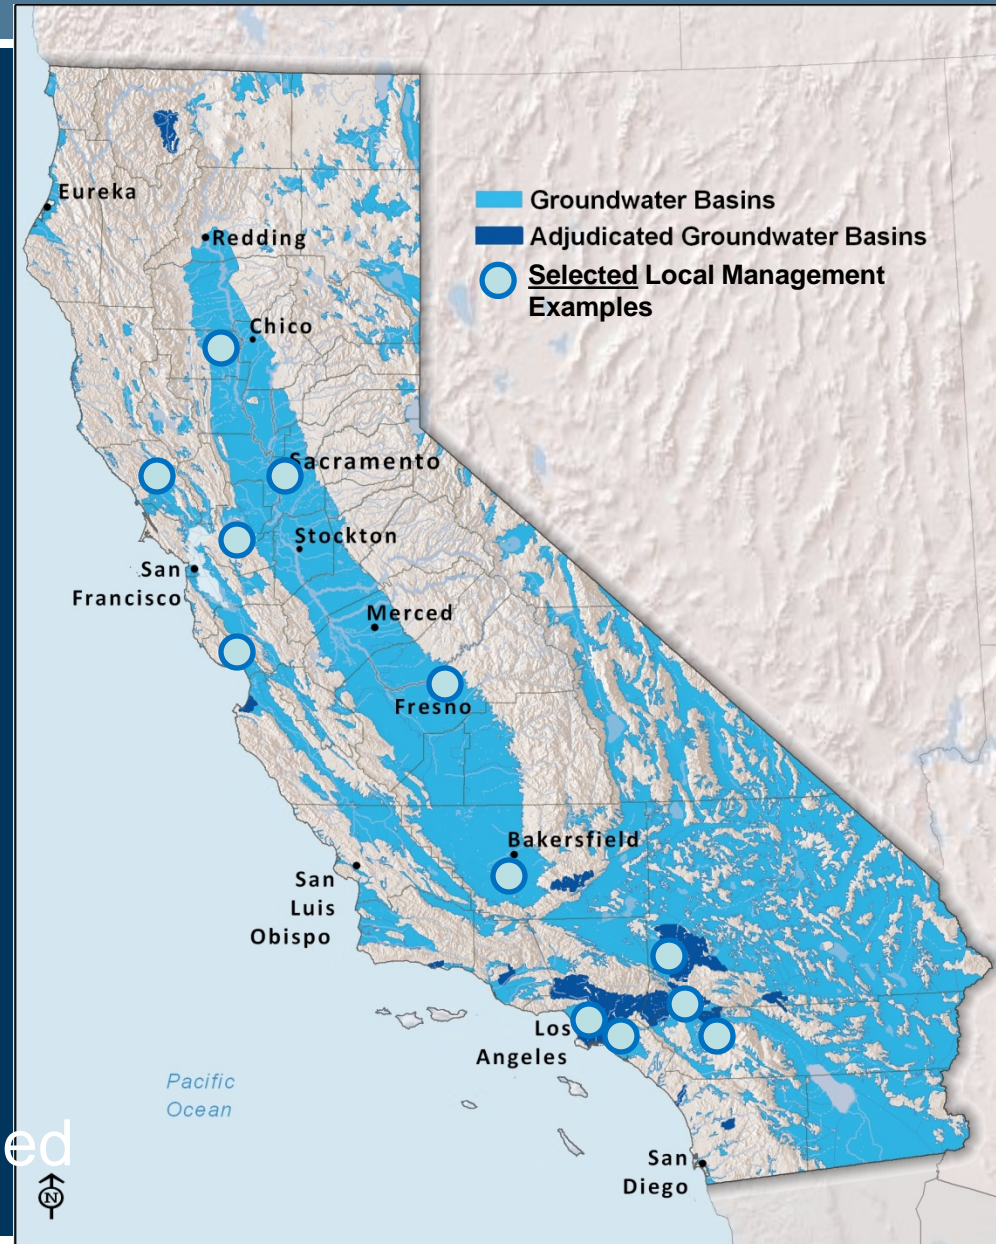 Eureka
Redding
Groundwater Basins
Adjudicated Groundwater Basins
Selected Local Management
Examples
Chico
Sacramento
Stockton
San
Francisco
Merced
Fresno
Bakersfield
San
Luis
Obispo
Los
Angeles
Pacific
Ocean
ed
San
Diego
N